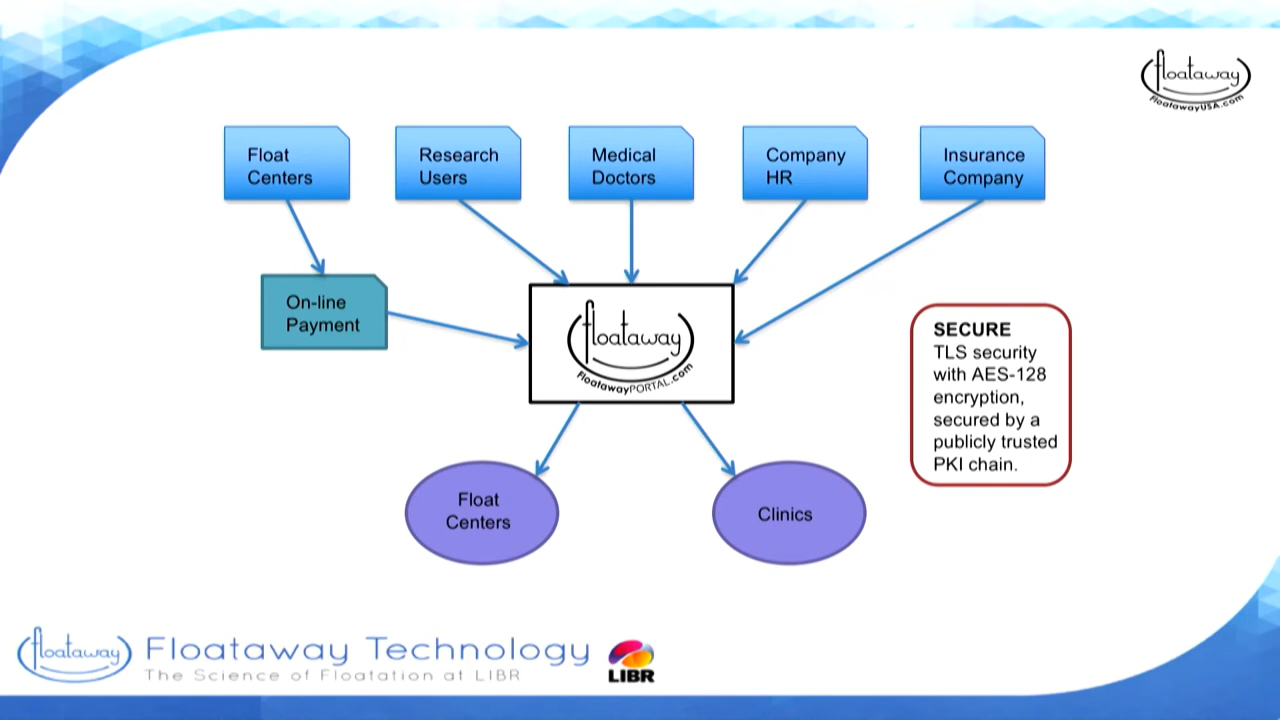 floataway
FloatawayUSA.com
Float
Centers
Research
Users
Medical
Doctors
Company
HR
Insurance
Company
On-line
Payment
floataway
FloatawayPORTAL.com
SECURE
TLS security
with AES-128
encryption,
secured by a
publicly trusted
PKI chain.
Float
Centers
Clinics
floataway
Floataway Technology
The Science of Floatation at LIBR
LIBR